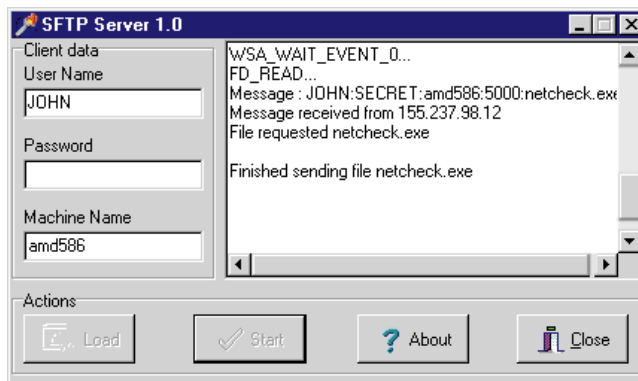 SFTP Server 1.0
Client data
User Name
JOHN
Password
Machine Name
amd586
WSA_WAIT_EVENT_0...
FD_READ...
Message : JOHN:SECRET:amd586:5000:netcheck.exe
Message received from 155.237.98.12
File requested netcheck.exe
Finished sending file netcheck.exe
Actions
Load
Start
? About
Close